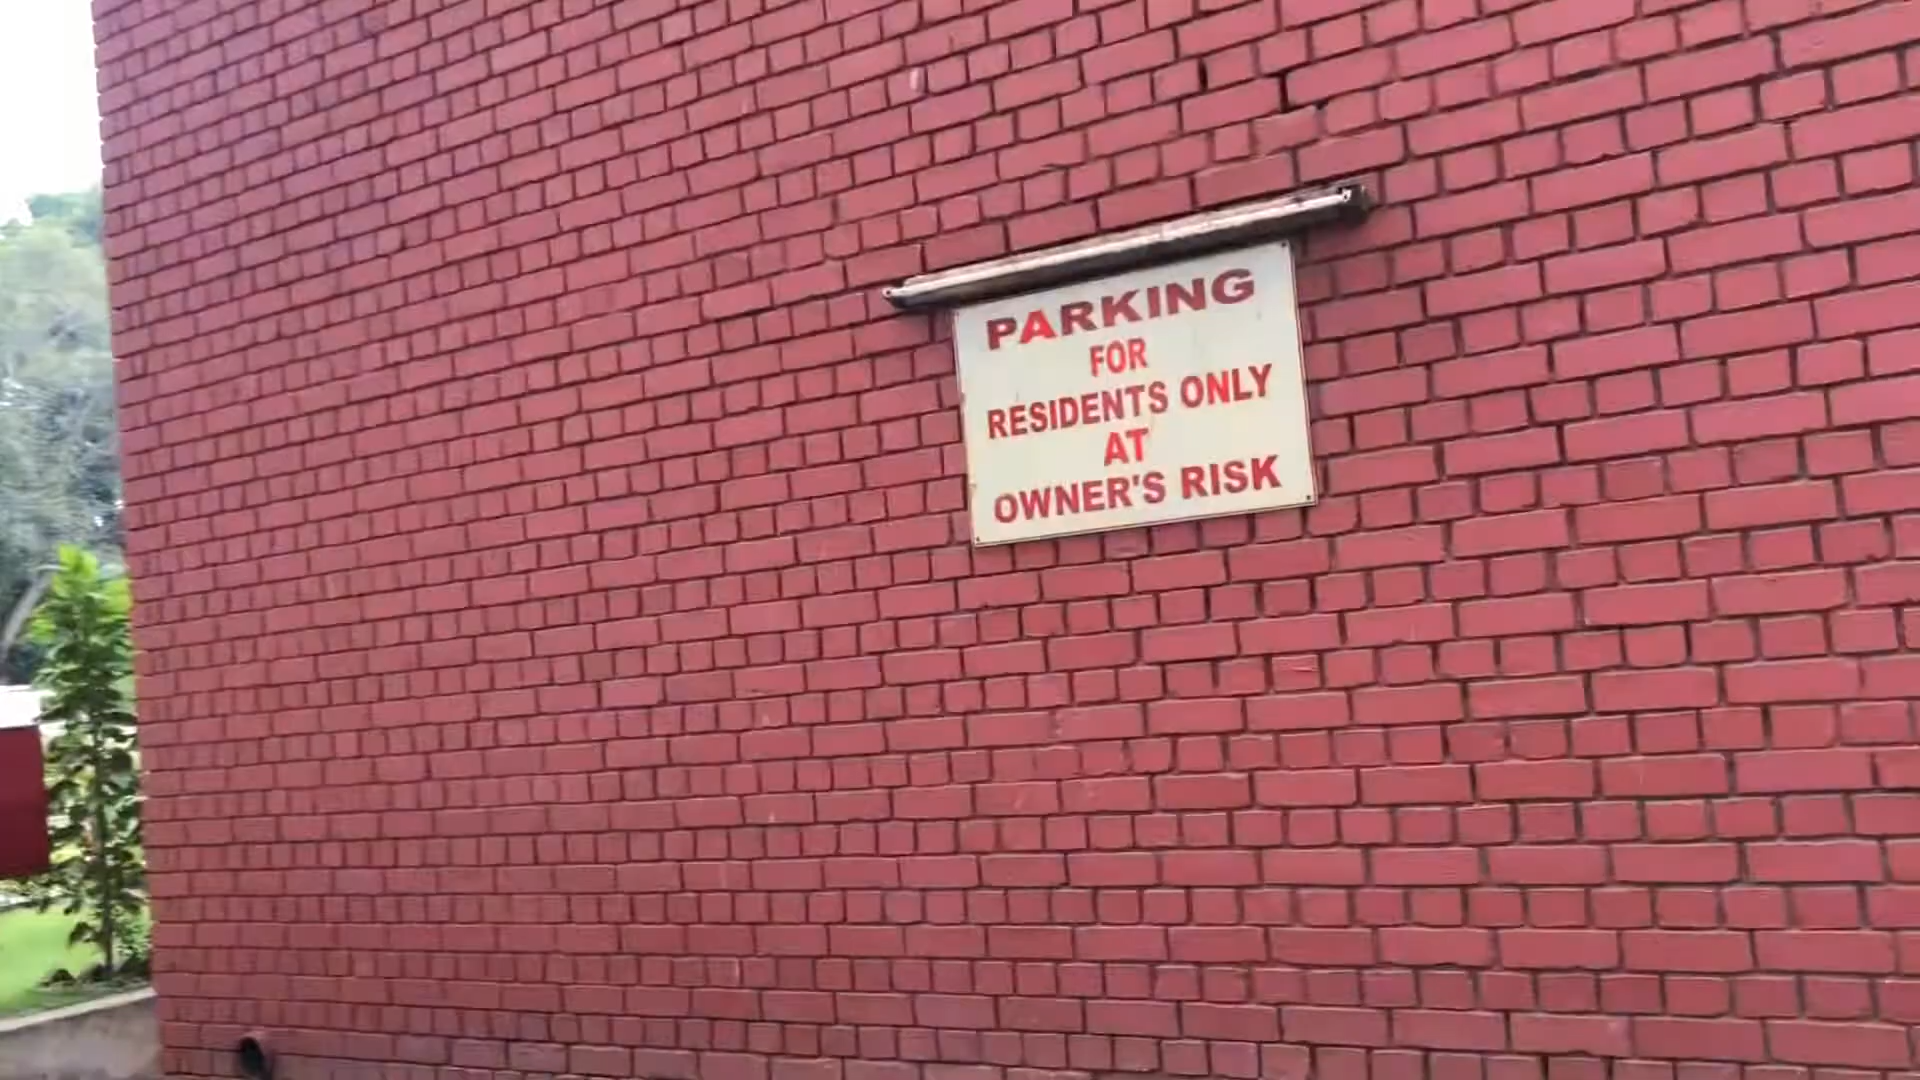 PARKING
FOR
RESIDENTS ONLY
AT
OWNER'S RISK